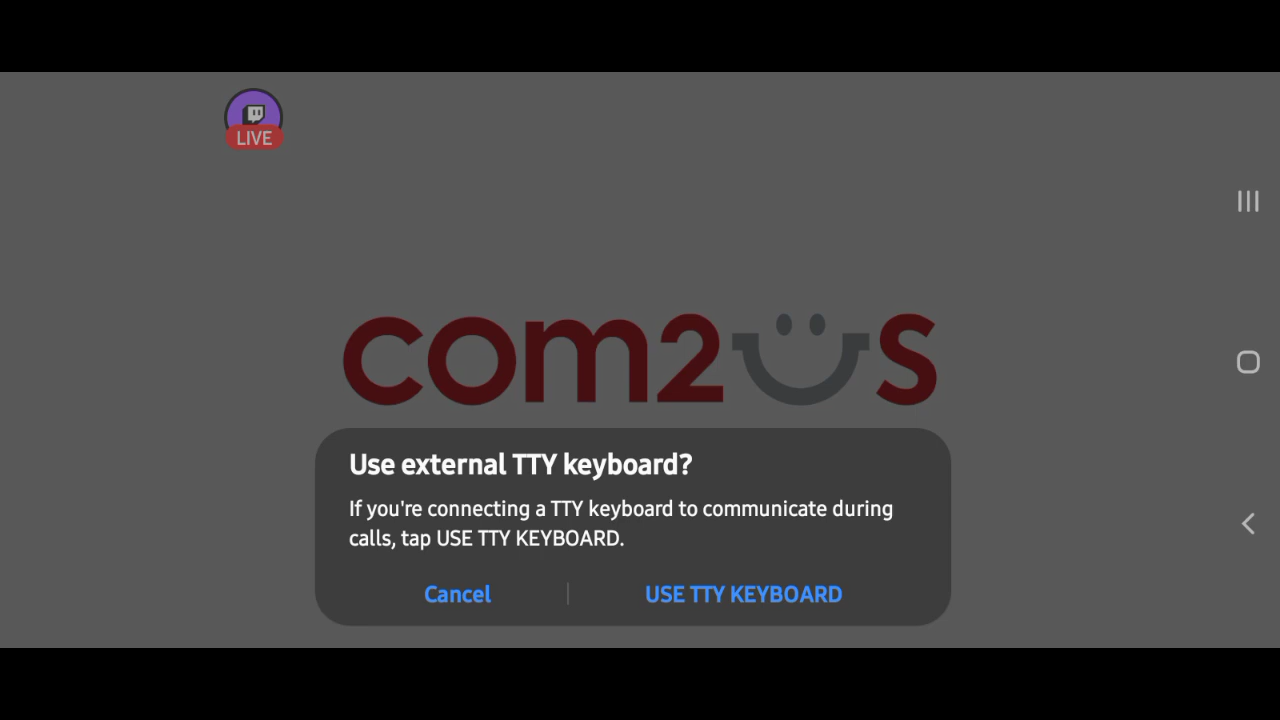 LIVE
com2us
Use external TTY keyboard?
If you're connecting a TTY keyboard to communicate during
calls, tap USE TTY KEYBOARD.
Cancel
USE TTY KEYBOARD